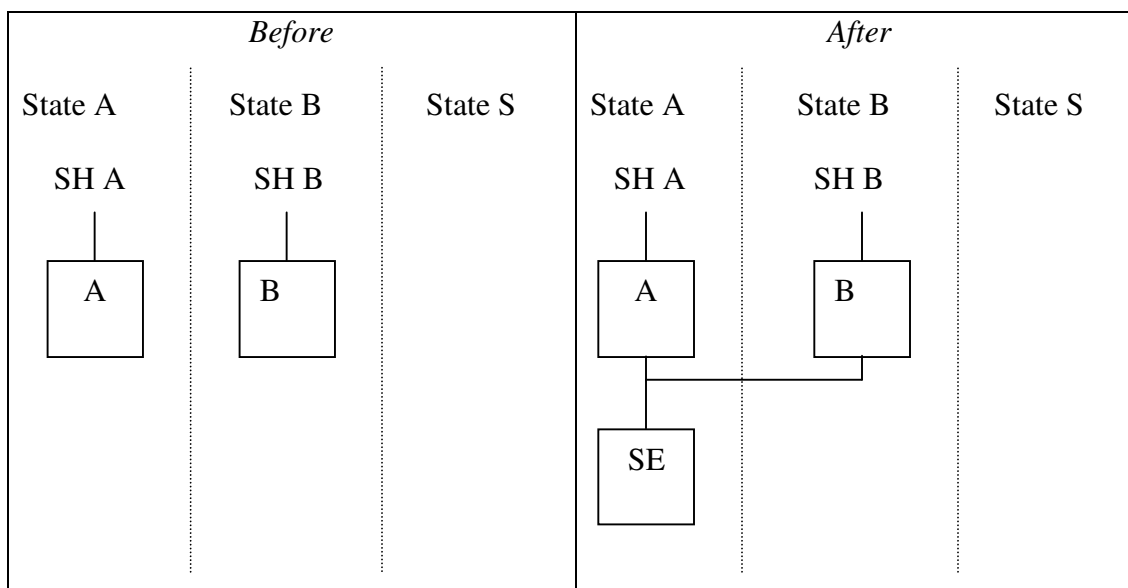 Before
State A State B State S
SH A SH B
A B
After
State A State B State S
SH A SH B
A B
SE